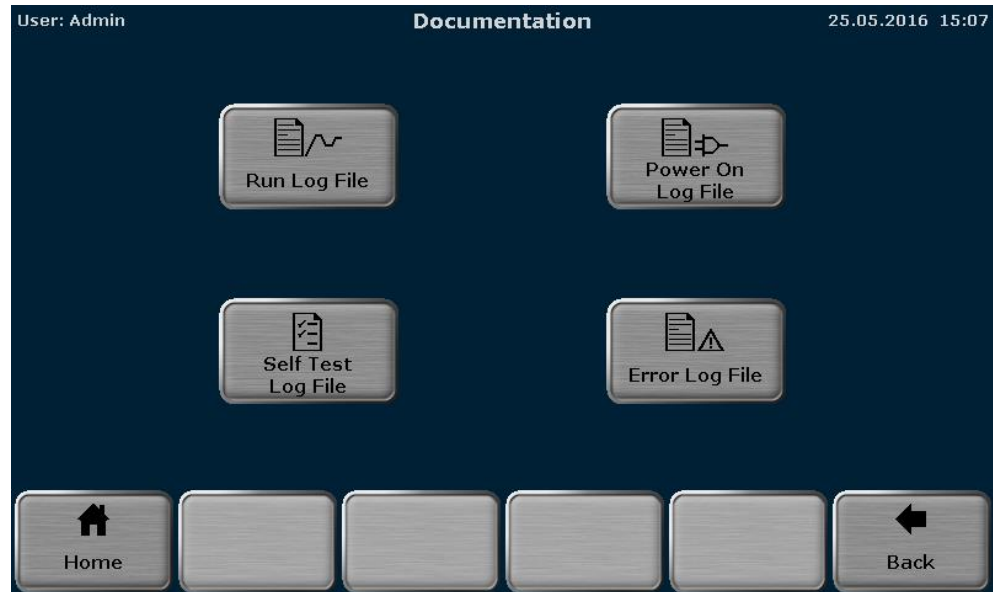 User: Admin
Documentation
25.05.2016 15:07
Run Log File
Power On
Log File
Self Test
Log File
Error Log File
Home
Back